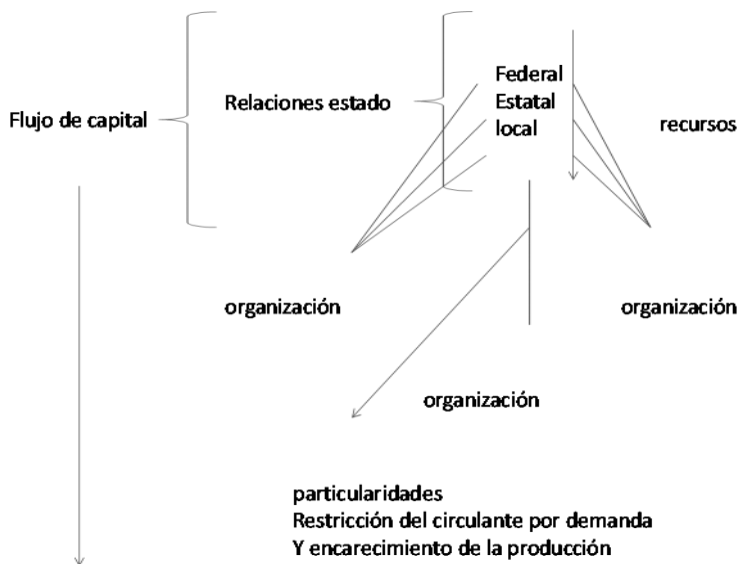 Flujo de capital
Relaciones estado
Federal
Estatal
local
recursos
organización
organización
organización
particularidades
Restricción del circulante por demanda
Y encarecimiento de la producción